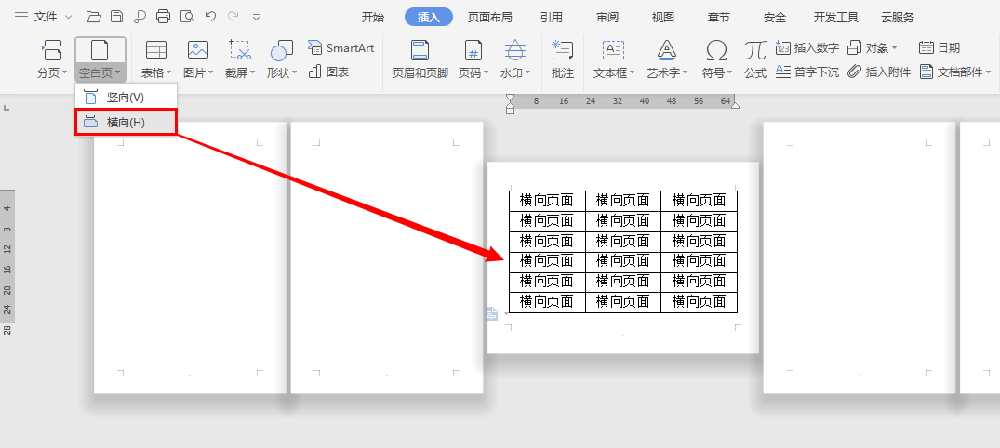 文件 开始 插入 页面布局 引用 审阅 视图 章节 安全 开发工具 云服务
SmartArt 插入数字 对象 日期
分页 空白页 表格 图片 截屏 形状 图表 页眉和页脚 页码 水印 批注 文本框 艺术字 符号 公式 首字下沉 插入附件 文档部件
竖向(V)
横向(H)
8 16 24 32 40 48 56 64
横向页面 横向页面 横向页面
横向页面 横向页面 横向页面
横向页面 横向页面 横向页面
横向页面 横向页面 横向页面
横向页面 横向页面 横向页面
横向页面 横向页面 横向页面
4
8
12
16
20
24
28